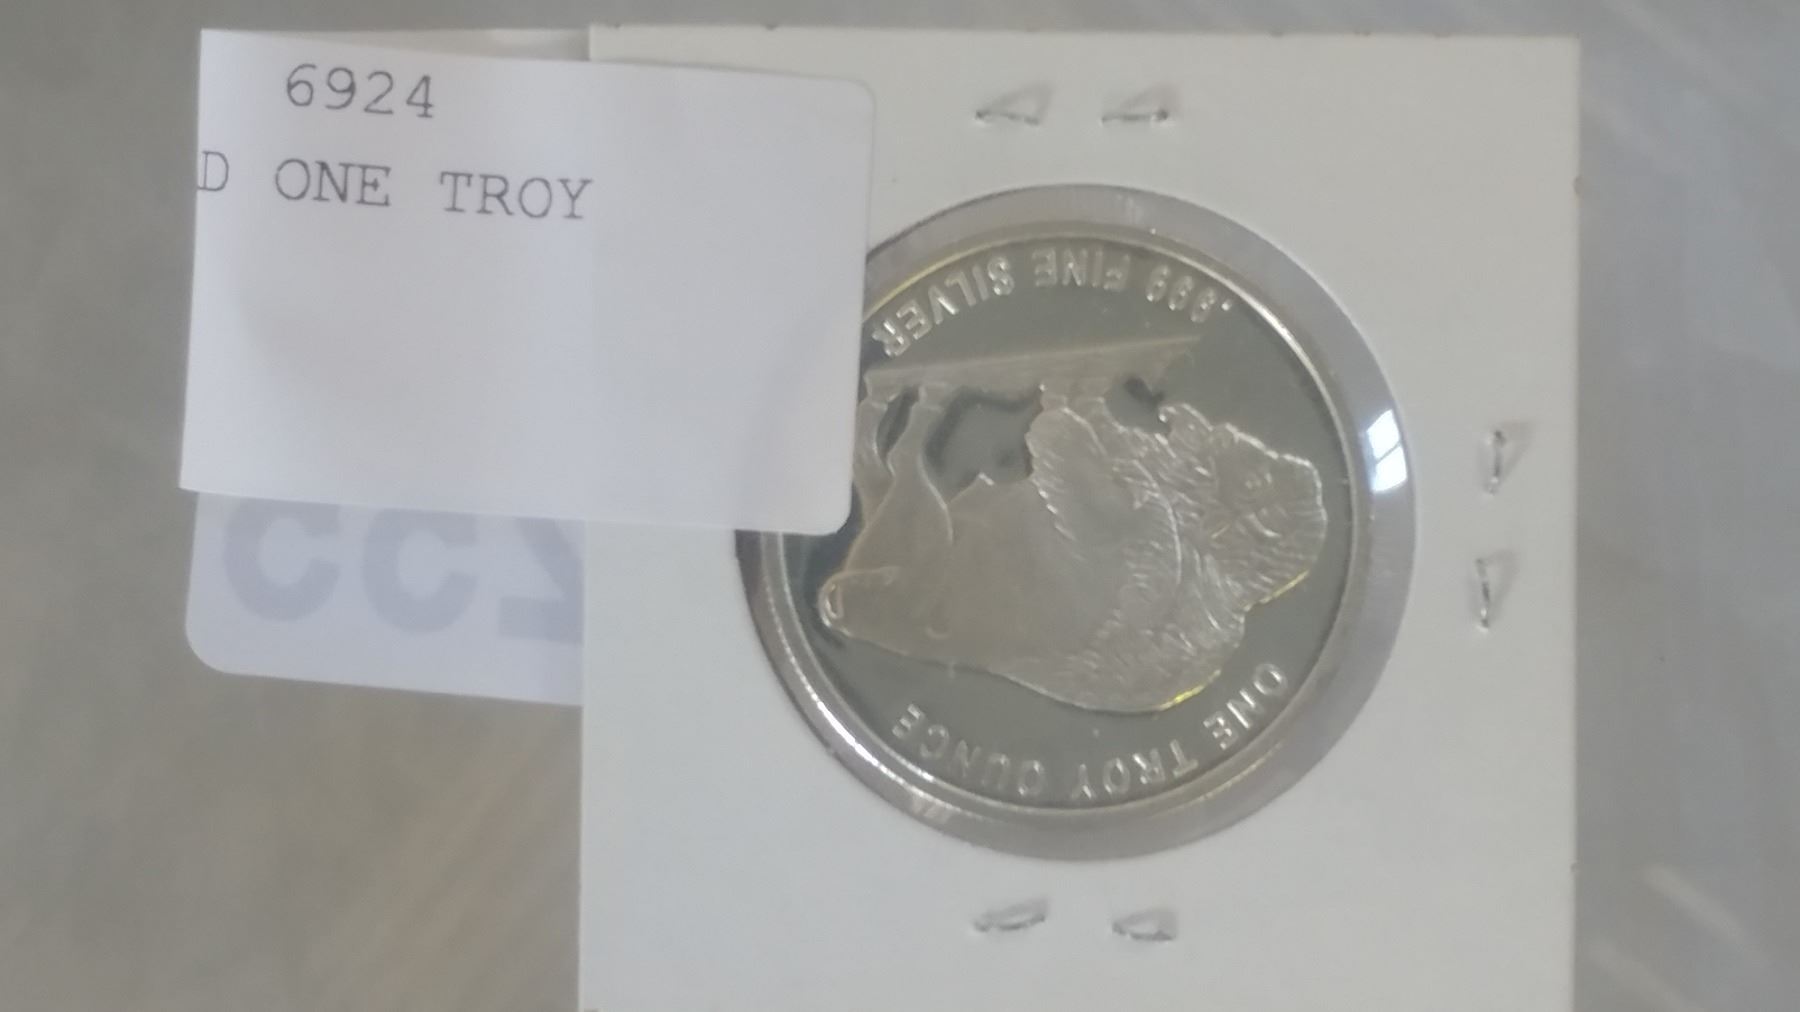 6924
D ONE TROY
.999 FINE SILVER
ONE TROY OUNCE